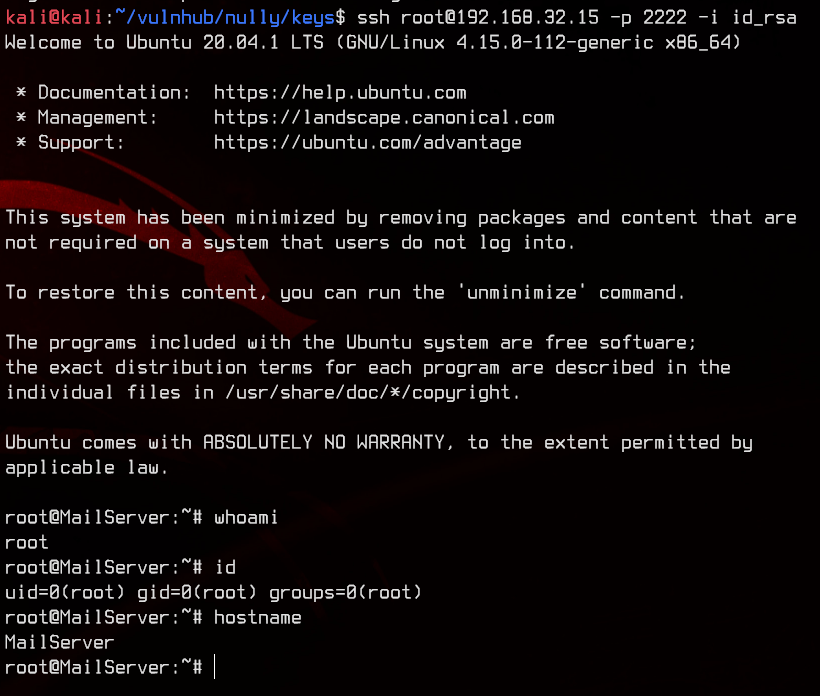 kali@kali:~/vulnhub/nully/keys$ ssh root@192.168.32.15 -p 2222 -i id_rsa
Welcome to Ubuntu 20.04.1 LTS (GNU/Linux 4.15.0-112-generic x86_64)
* Documentation:  https://help.ubuntu.com
* Management:     https://landscape.canonical.com
* Support:        https://ubuntu.com/advantage
This system has been minimized by removing packages and content that are
not required on a system that users do not log into.
To restore this content, you can run the 'unminimize' command.
The programs included with the Ubuntu system are free software;
the exact distribution terms for each program are described in the
individual files in /usr/share/doc/*/copyright.
Ubuntu comes with ABSOLUTELY NO WARRANTY, to the extent permitted by
applicable law.
root@MailServer:~# whoami
root
root@MailServer:~# id
uid=0(root) gid=0(root) groups=0(root)
root@MailServer:~# hostname
MailServer
root@MailServer:~#